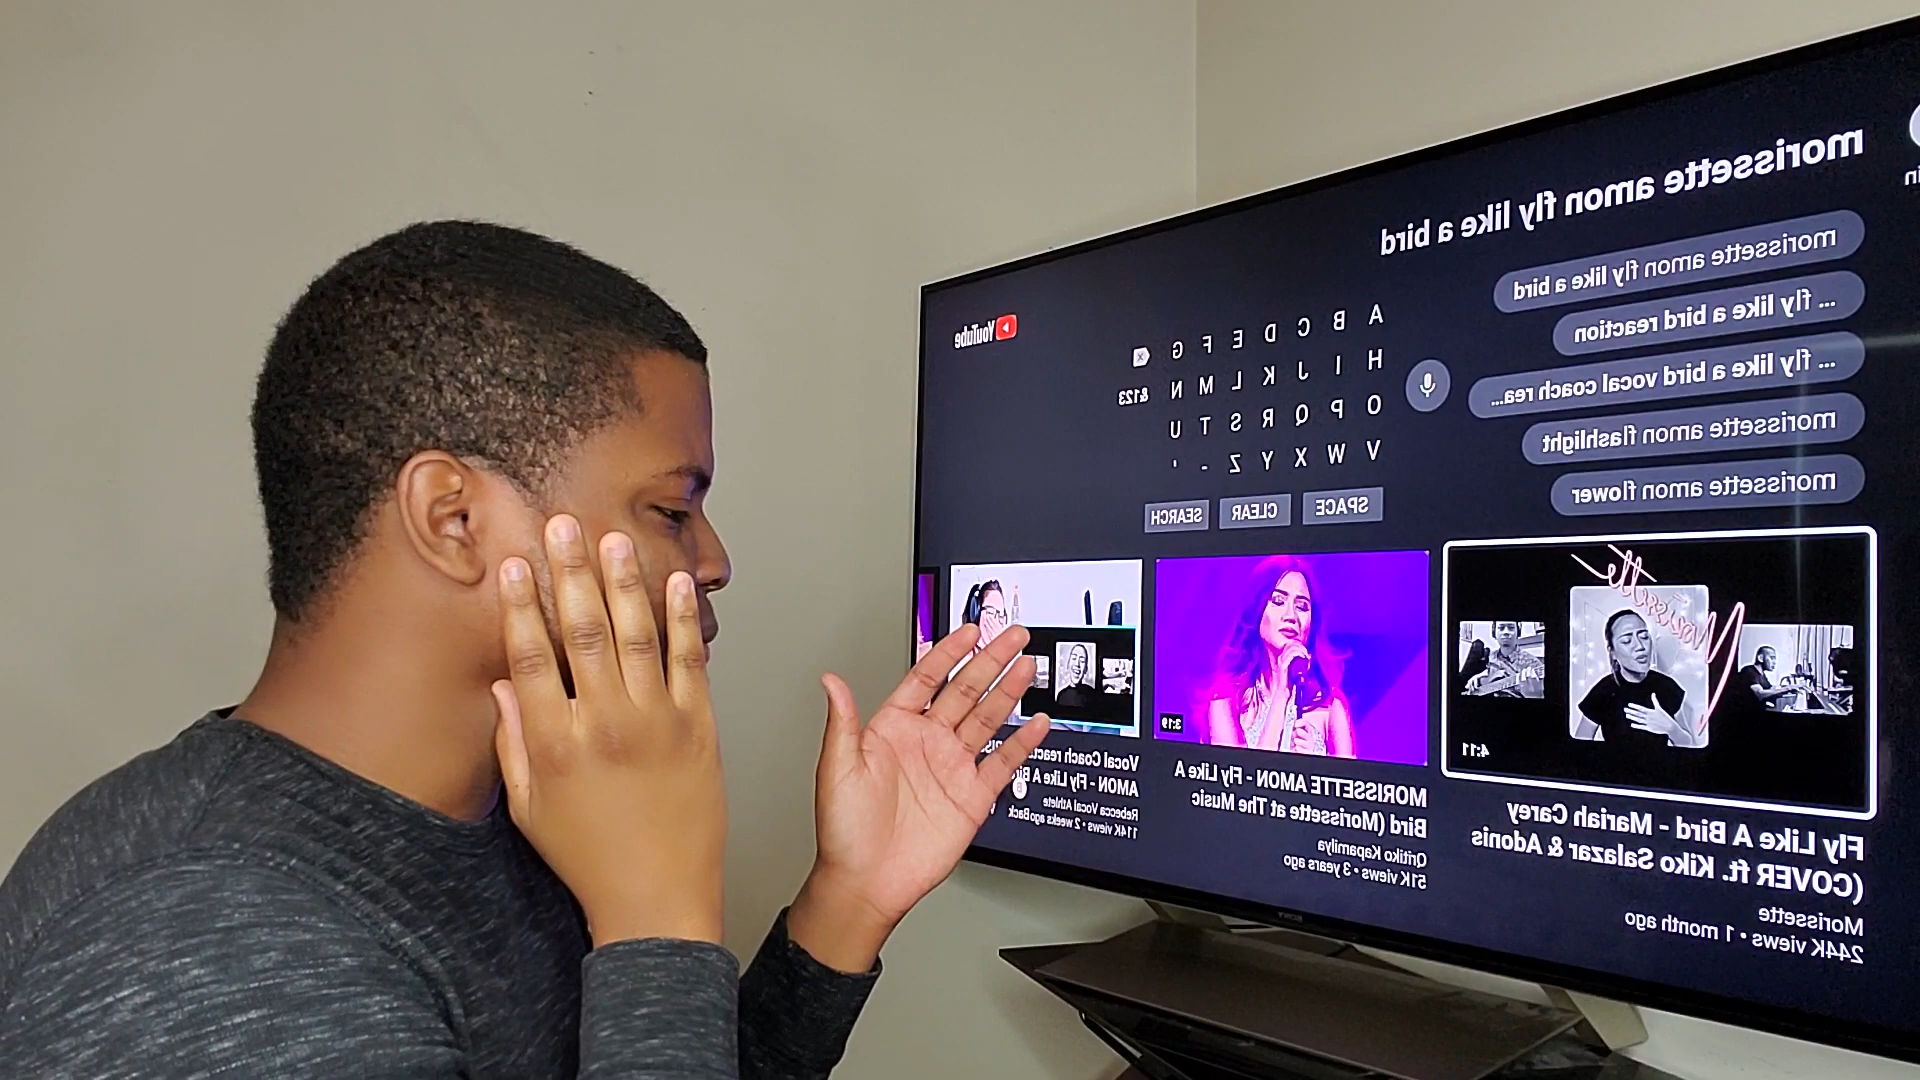 morissette amon fly like a bird
in
morissette amon fly like a bird
... fly like a bird reaction
... fly like a bird vocal coach rea...
morissette amon flashlight
morissette amon flower
A B C D E F G
H I J K L M N &123
O P Q R S T U
V W X Y Z - '
SPACE CLEAR SEARCH
YouTube
Morissette
4:11
Fly Like A Bird - Mariah Carey
(COVER ft. Kiko Salazar & Adonis
Morissette
244K views • 1 month ago
3:19
MORISSETTE AMON - Fly Like A
Bird (Morissette at The Music
Qritiko Kapamilya
51K views • 3 years ago
Vocal Coach
AMON - Fly Like A
Rebecca Vocal Athlete
114K views • 2 weeks ago
Back
SONY